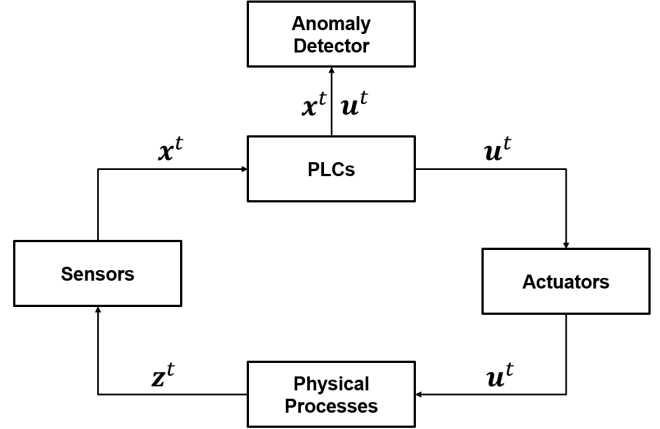 Anomaly
Detector
x^t u^t
x^t
PLCs
u^t
Sensors
Actuators
z^t
Physical
Processes
u^t